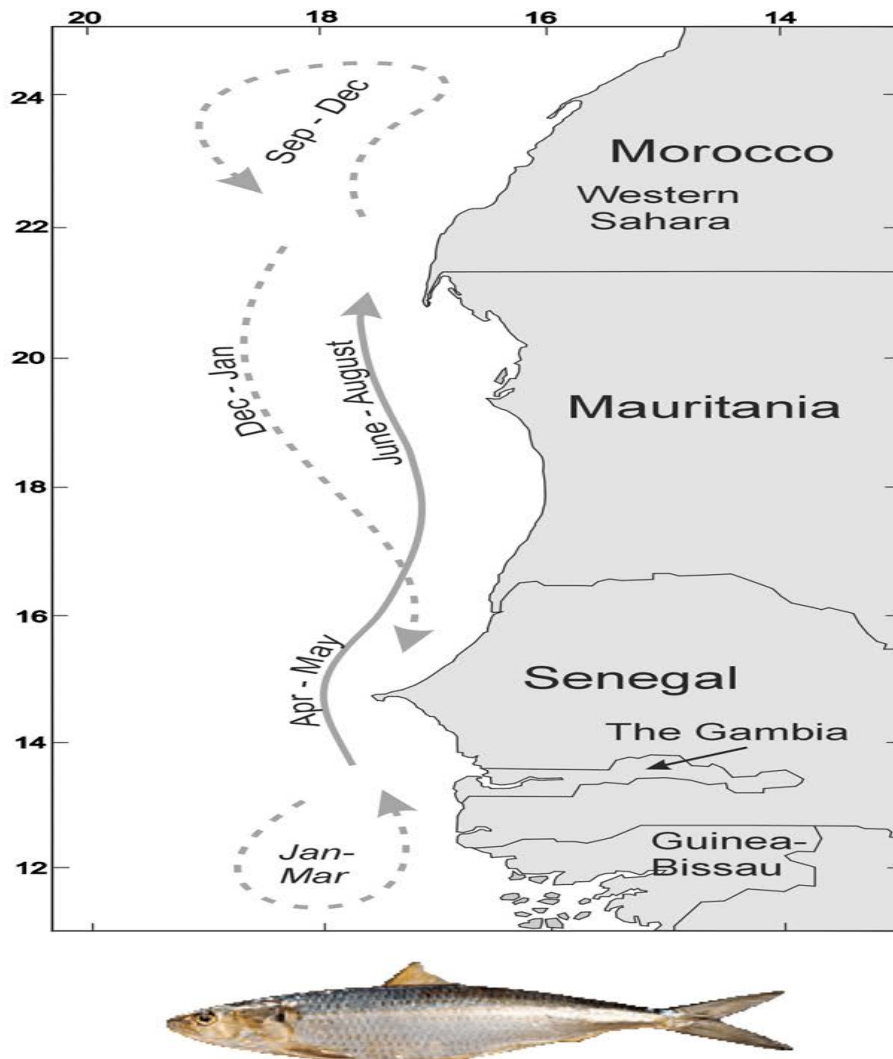 20 18 16 14
24
Sep - Dec
Morocco
Western
Sahara
22
20
Dec - Jan
June - August
Mauritania
18
16
Apr - May
Senegal
The Gambia
14
Jan-
Mar
Guinea-
Bissau
12